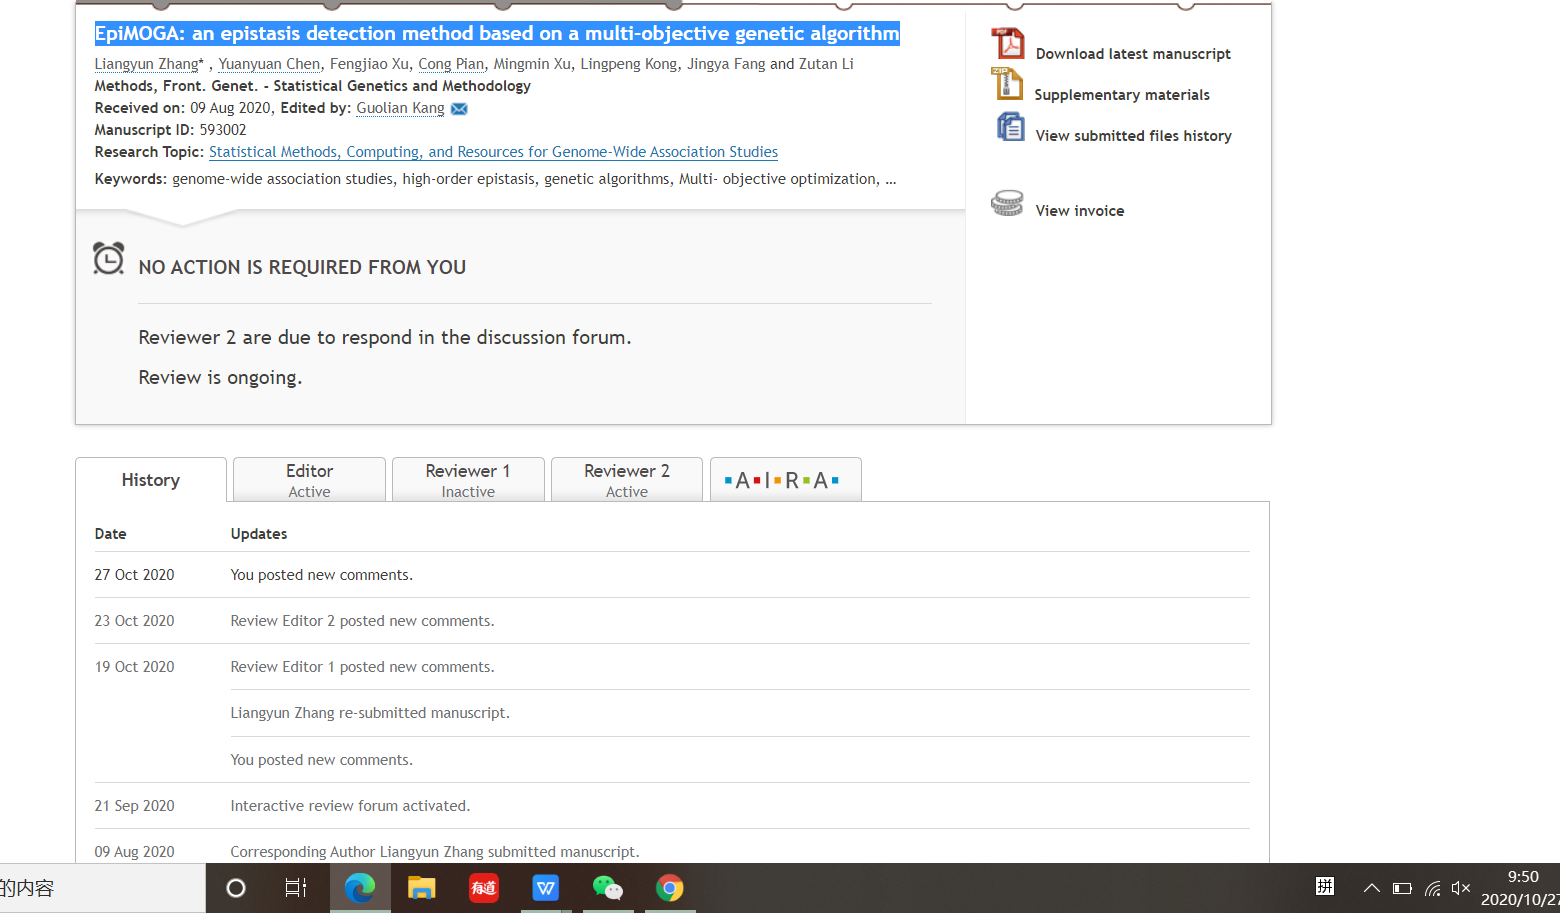 EpiMOGA: an epistasis detection method based on a multi-objective genetic algorithm
Liangyun Zhang* , Yuanyuan Chen, Fengjiao Xu, Cong Pian, Mingmin Xu, Lingpeng Kong, Jingya Fang and Zutan Li
Methods, Front. Genet. - Statistical Genetics and Methodology
Received on: 09 Aug 2020, Edited by: Guolian Kang
Manuscript ID: 593002
Research Topic: Statistical Methods, Computing, and Resources for Genome-Wide Association Studies
Keywords: genome-wide association studies, high-order epistasis, genetic algorithms, Multi- objective optimization, ...
Download latest manuscript
Supplementary materials
View submitted files history
View invoice
NO ACTION IS REQUIRED FROM YOU
Reviewer 2 are due to respond in the discussion forum.
Review is ongoing.
History
Editor
Active
Reviewer 1
Inactive
Reviewer 2
Active
A I R A
Date Updates
27 Oct 2020 You posted new comments.
23 Oct 2020 Review Editor 2 posted new comments.
19 Oct 2020 Review Editor 1 posted new comments.
Liangyun Zhang re-submitted manuscript.
You posted new comments.
21 Sep 2020 Interactive review forum activated.
09 Aug 2020 Corresponding Author Liangyun Zhang submitted manuscript.
的内容
有道
W
拼
9:50
2020/10/27